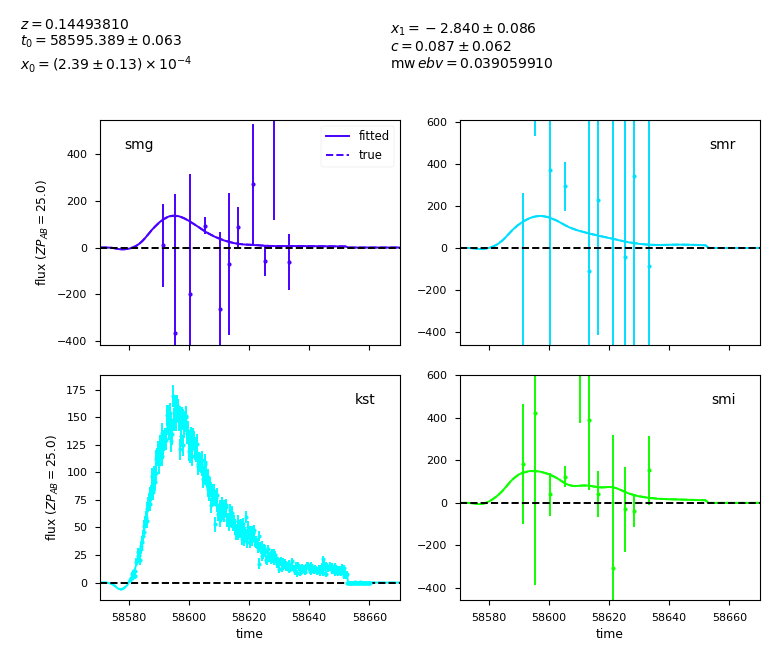 z = 0.14493810
t₀ = 58595.389 ± 0.063
x₀ = (2.39 ± 0.13) × 10⁻⁴
x₁ = −2.840 ± 0.086
c = 0.087 ± 0.062
mw ebv = 0.039059910
smg
fitted
true
400
200
0
−200
−400
flux (ZP_AB = 25.0)
smr
600
400
200
0
−200
−400
kst
175
150
125
100
75
50
25
0
flux (ZP_AB = 25.0)
58580 58600 58620 58640 58660
time
smi
600
400
200
0
−200
−400
58580 58600 58620 58640 58660
time